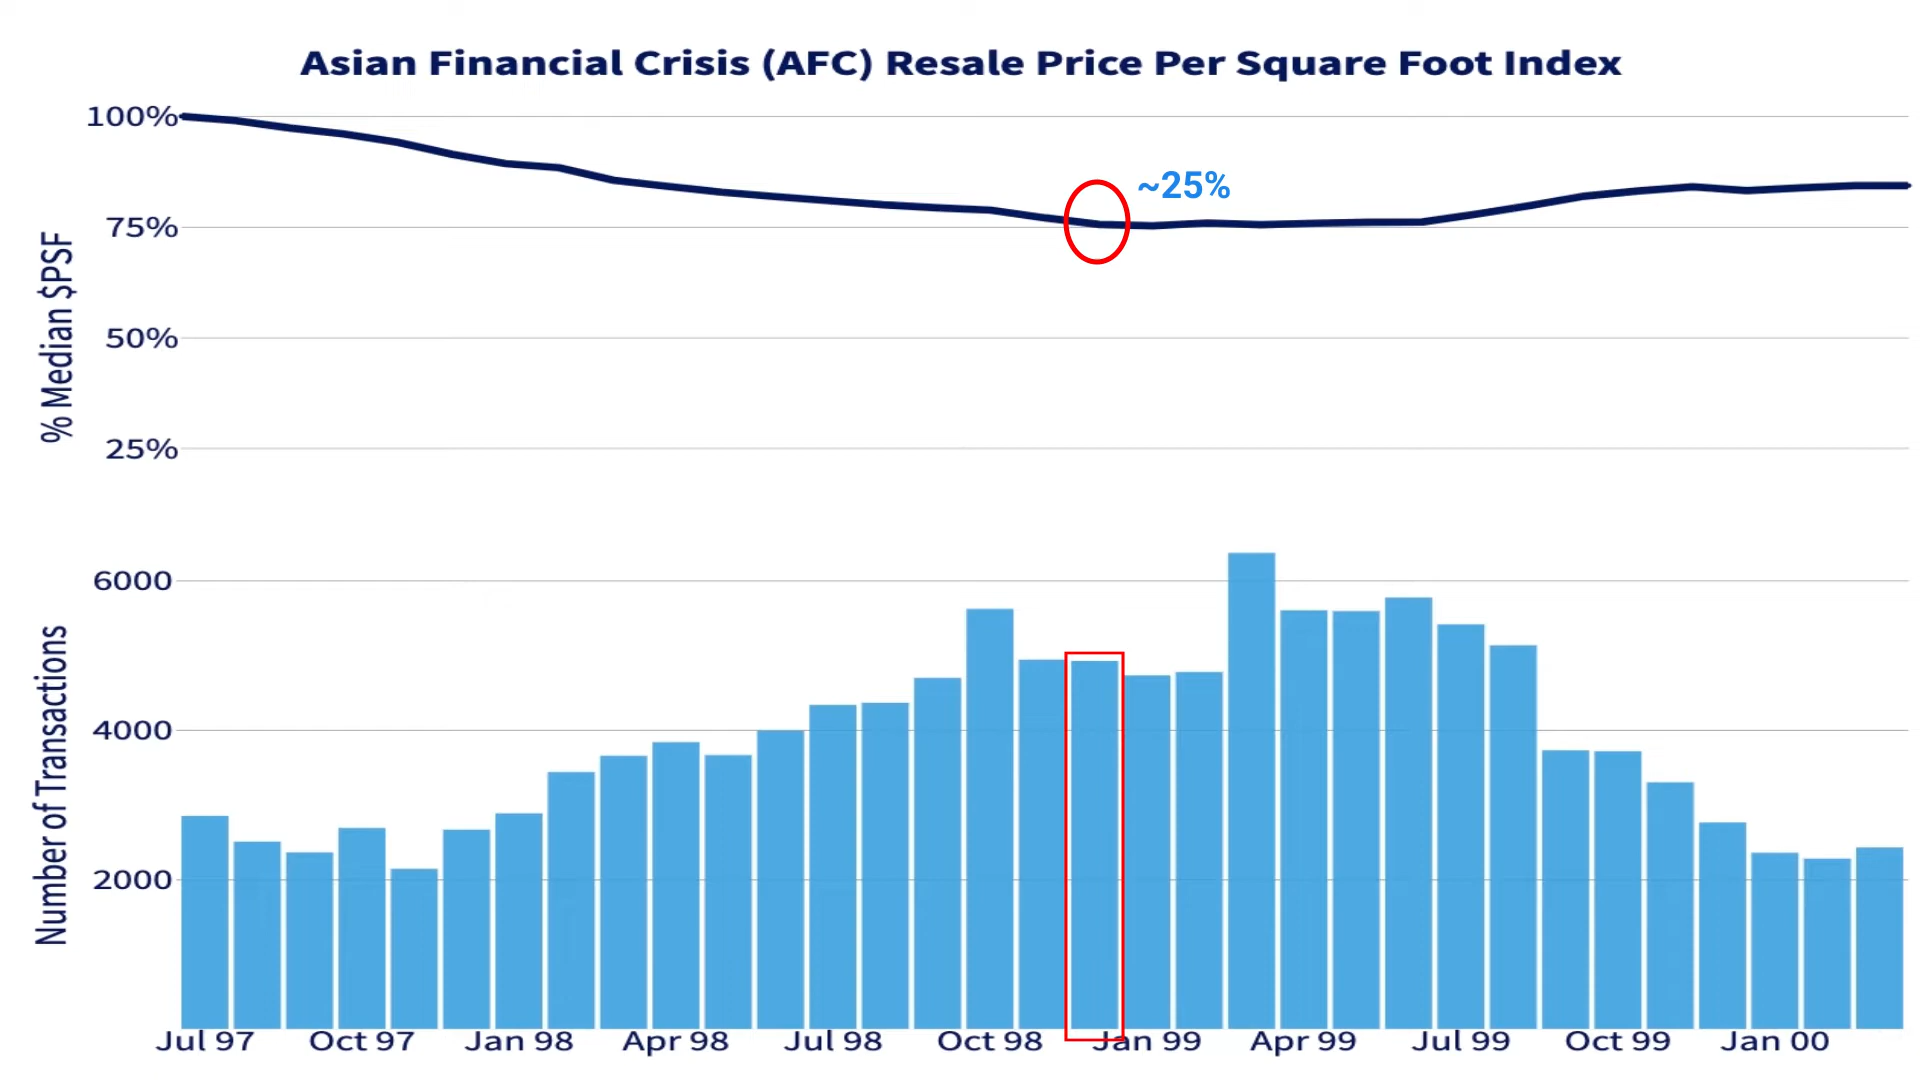 Asian Financial Crisis (AFC) Resale Price Per Square Foot Index
100%
~25%
75%
50%
25%
% Median $PSF
6000
4000
2000
Number of Transactions
Jul 97 Oct 97 Jan 98 Apr 98 Jul 98 Oct 98 Jan 99 Apr 99 Jul 99 Oct 99 Jan 00